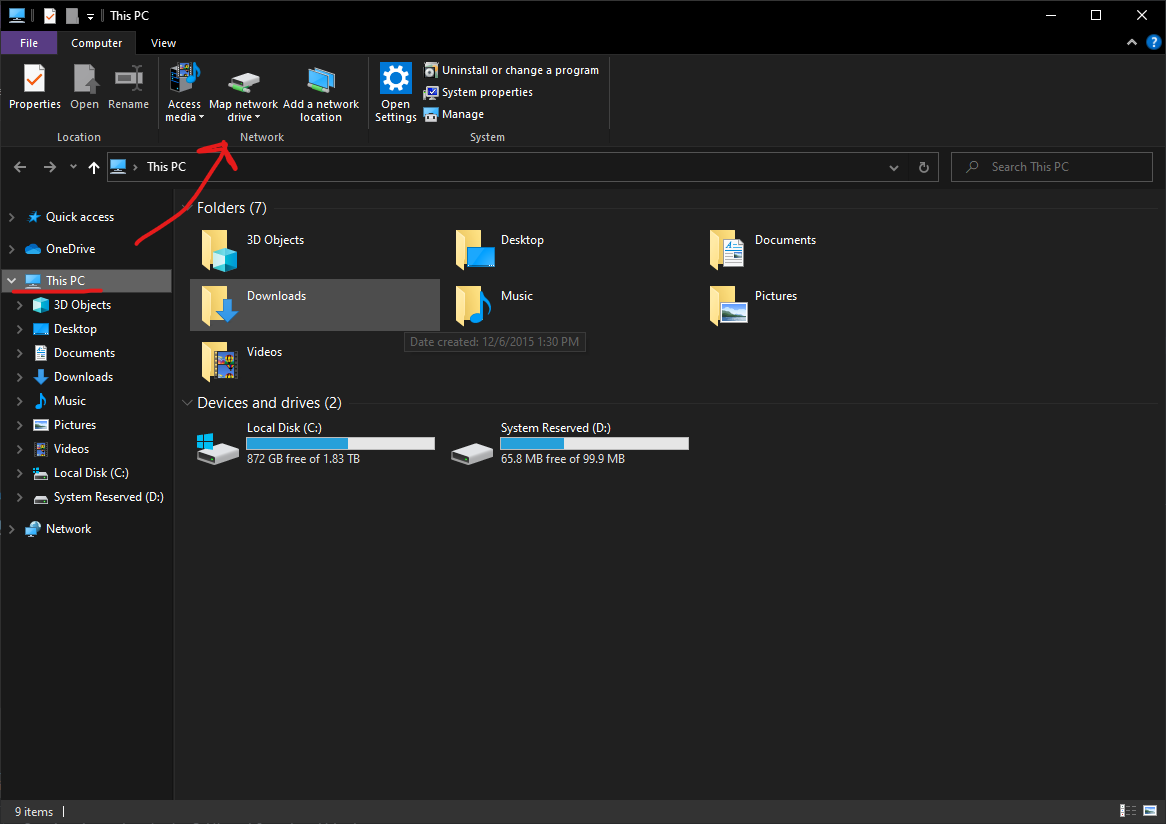 This PC
File Computer View
?
Properties Open Rename
Access media
Map network drive
Add a network location
Open Settings
Uninstall or change a program
System properties
Manage
Location Network System
This PC
Search This PC
Quick access
OneDrive
This PC
3D Objects
Desktop
Documents
Downloads
Music
Pictures
Videos
Local Disk (C:)
System Reserved (D:)
Network
Folders (7)
3D Objects
Desktop
Documents
Downloads
Music
Pictures
Date created: 12/6/2015 1:30 PM
Videos
Devices and drives (2)
Local Disk (C:)
872 GB free of 1.83 TB
System Reserved (D:)
65.8 MB free of 99.9 MB
9 items